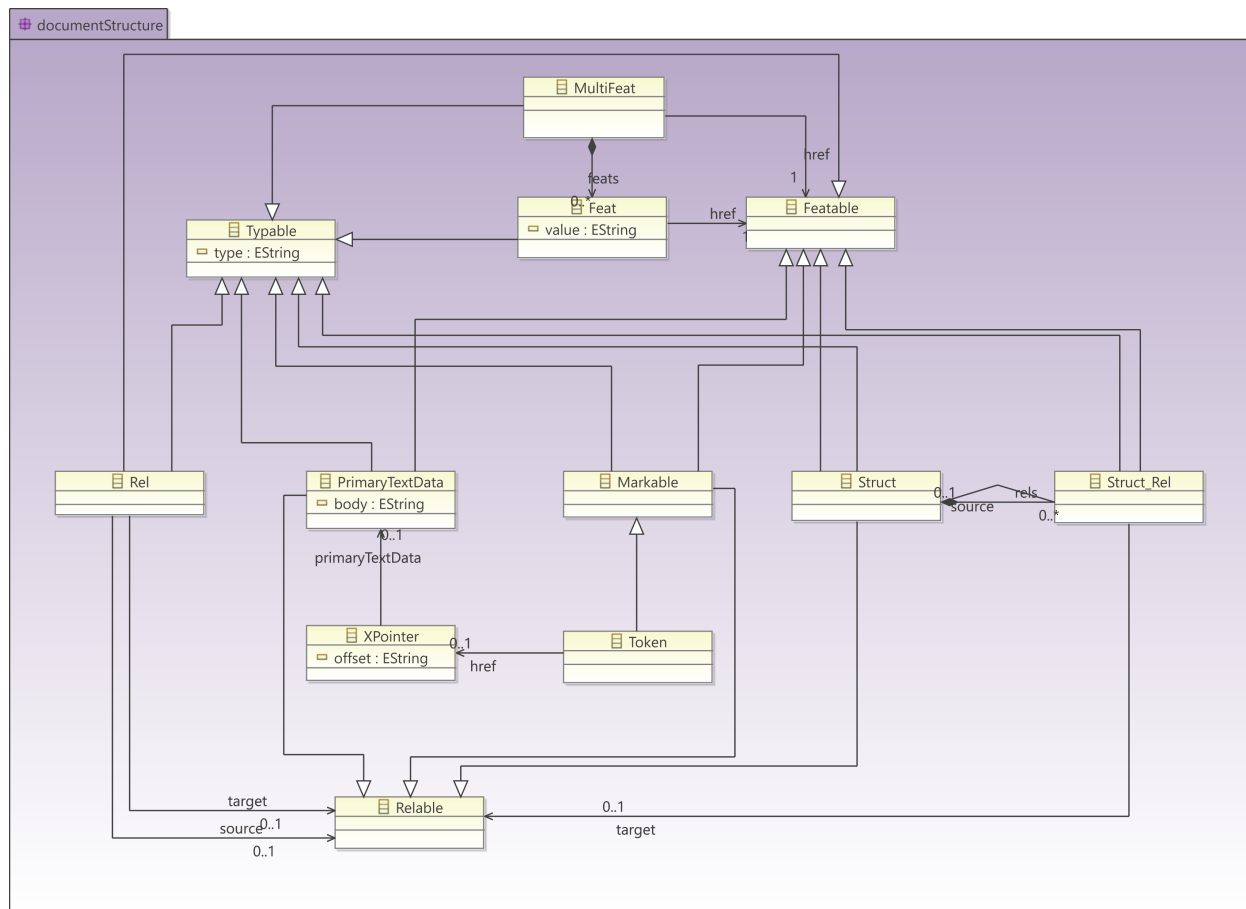 documentStructure
MultiFeat
href
1
feats
0..*
Feat
value : EString
href
1
Featable
Typable
type : EString
Rel
PrimaryTextData
body : EString
0..1
primaryTextData
Markable
Struct
0..1
source
rels
0..*
Struct_Rel
XPointer
offset : EString
0..1
href
Token
target
0..1
source
0..1
Relable
0..1
target